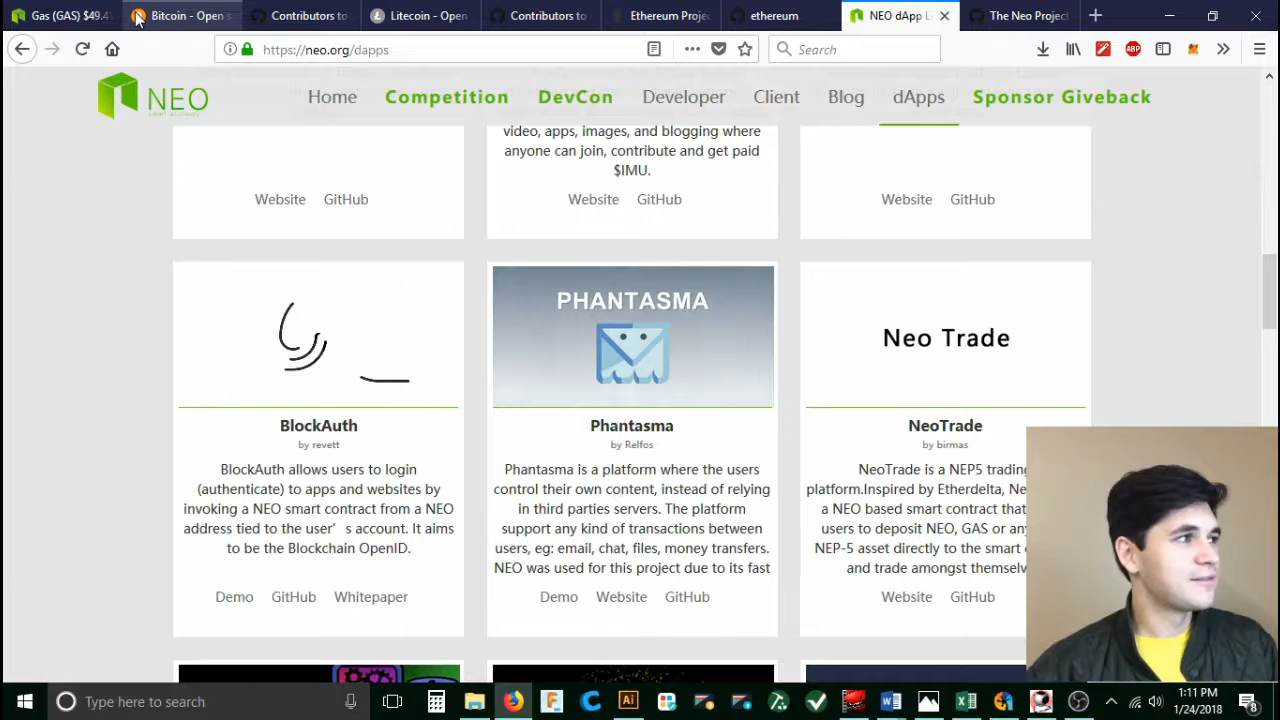 Gas (GAS) $49.4
Bitcoin - Open s
Contributors to
Litecoin - Open
Contributors to
Ethereum Proje
ethereum
NEO dApp L
The Neo Project
https://neo.org/dapps
Search
ABP
NEO
Home
Competition
DevCon
Developer
Client
Blog
dApps
Sponsor Giveback
video, apps, images, and blogging where
anyone can join, contribute and get paid
$IMU.
Website GitHub
Website GitHub
Website GitHub
PHANTASMA
Neo Trade
BlockAuth
by revett
BlockAuth allows users to login
(authenticate) to apps and websites by
invoking a NEO smart contract from a NEO
address tied to the user's account. It aims
to be the Blockchain OpenID.
Demo GitHub Whitepaper
Phantasma
by Relfos
Phantasma is a platform where the users
control their own content, instead of relying
in third parties servers. The platform
support any kind of transactions between
users, eg: email, chat, files, money transfers.
NEO was used for this project due to its fast
Demo Website GitHub
NeoTrade
by birmas
NeoTrade is a NEP5 trading
platform.Inspired by Etherdelta, Ne
a NEO based smart contract tha
users to deposit NEO, GAS or an
NEP-5 asset directly to the smart c
and trade amongst themselv
Website GitHub
Type here to search
Ai
1:11 PM
1/24/2018
8